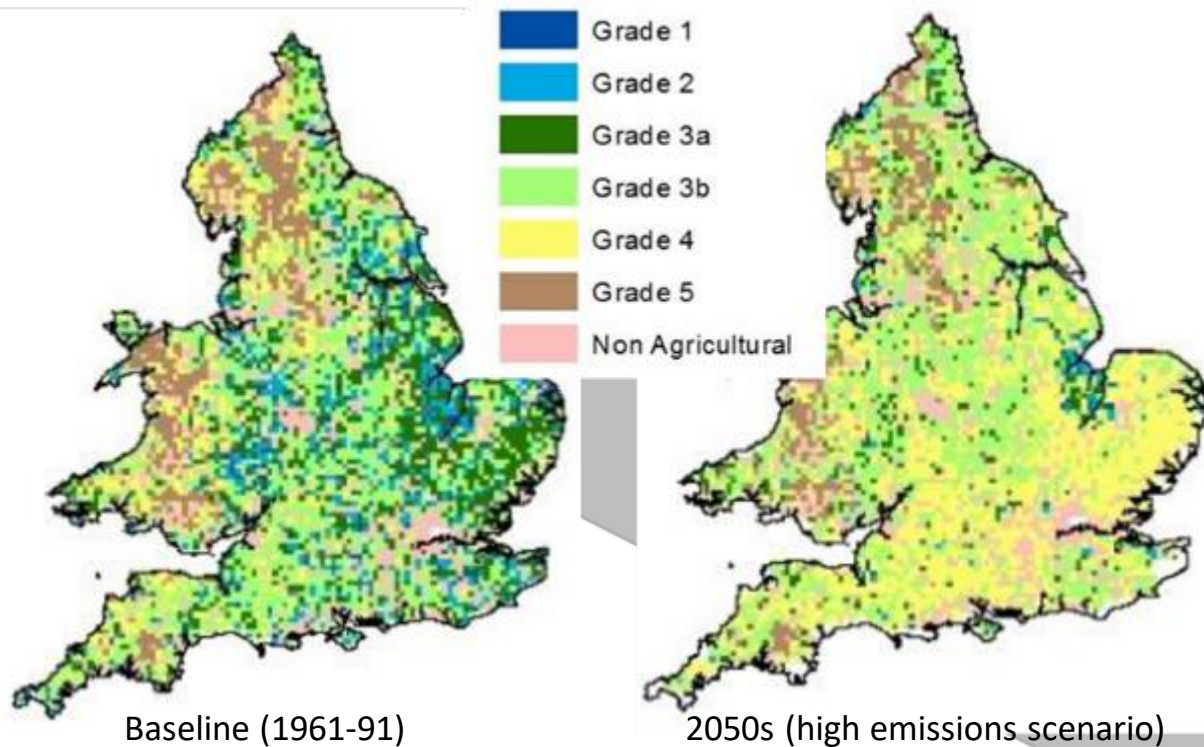 Grade 1
Grade 2
Grade 3a
Grade 3b
Grade 4
Grade 5
Non Agricultural
Baseline (1961-91)
2050s (high emissions scenario)